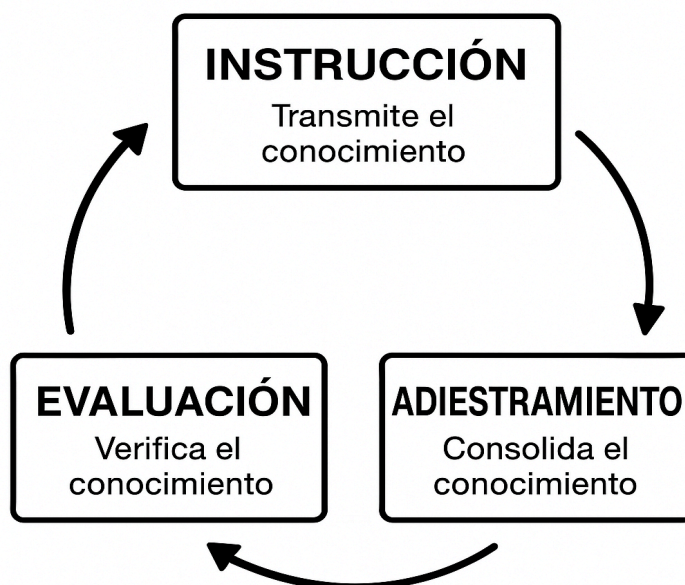 INSTRUCCIÓN
Transmite el
conocimiento
EVALUACIÓN
Verifica el
conocimiento
ADIESTRAMIENTO
Consolida el
conocimiento